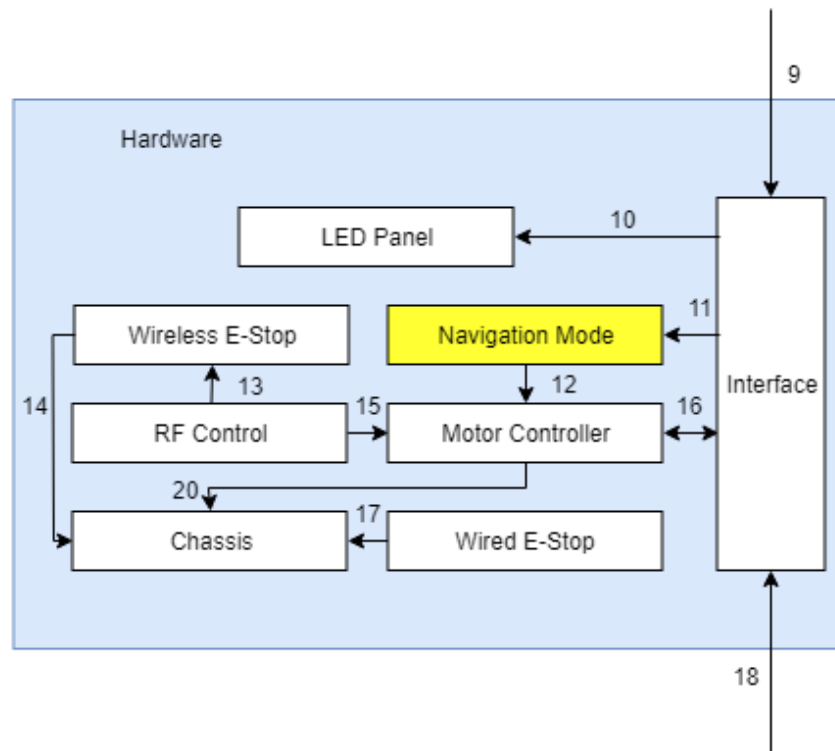 9
Hardware
10
LED Panel
11
Wireless E-Stop
Navigation Mode
Interface
14
13
12
15
16
RF Control
Motor Controller
20
17
Chassis
Wired E-Stop
18